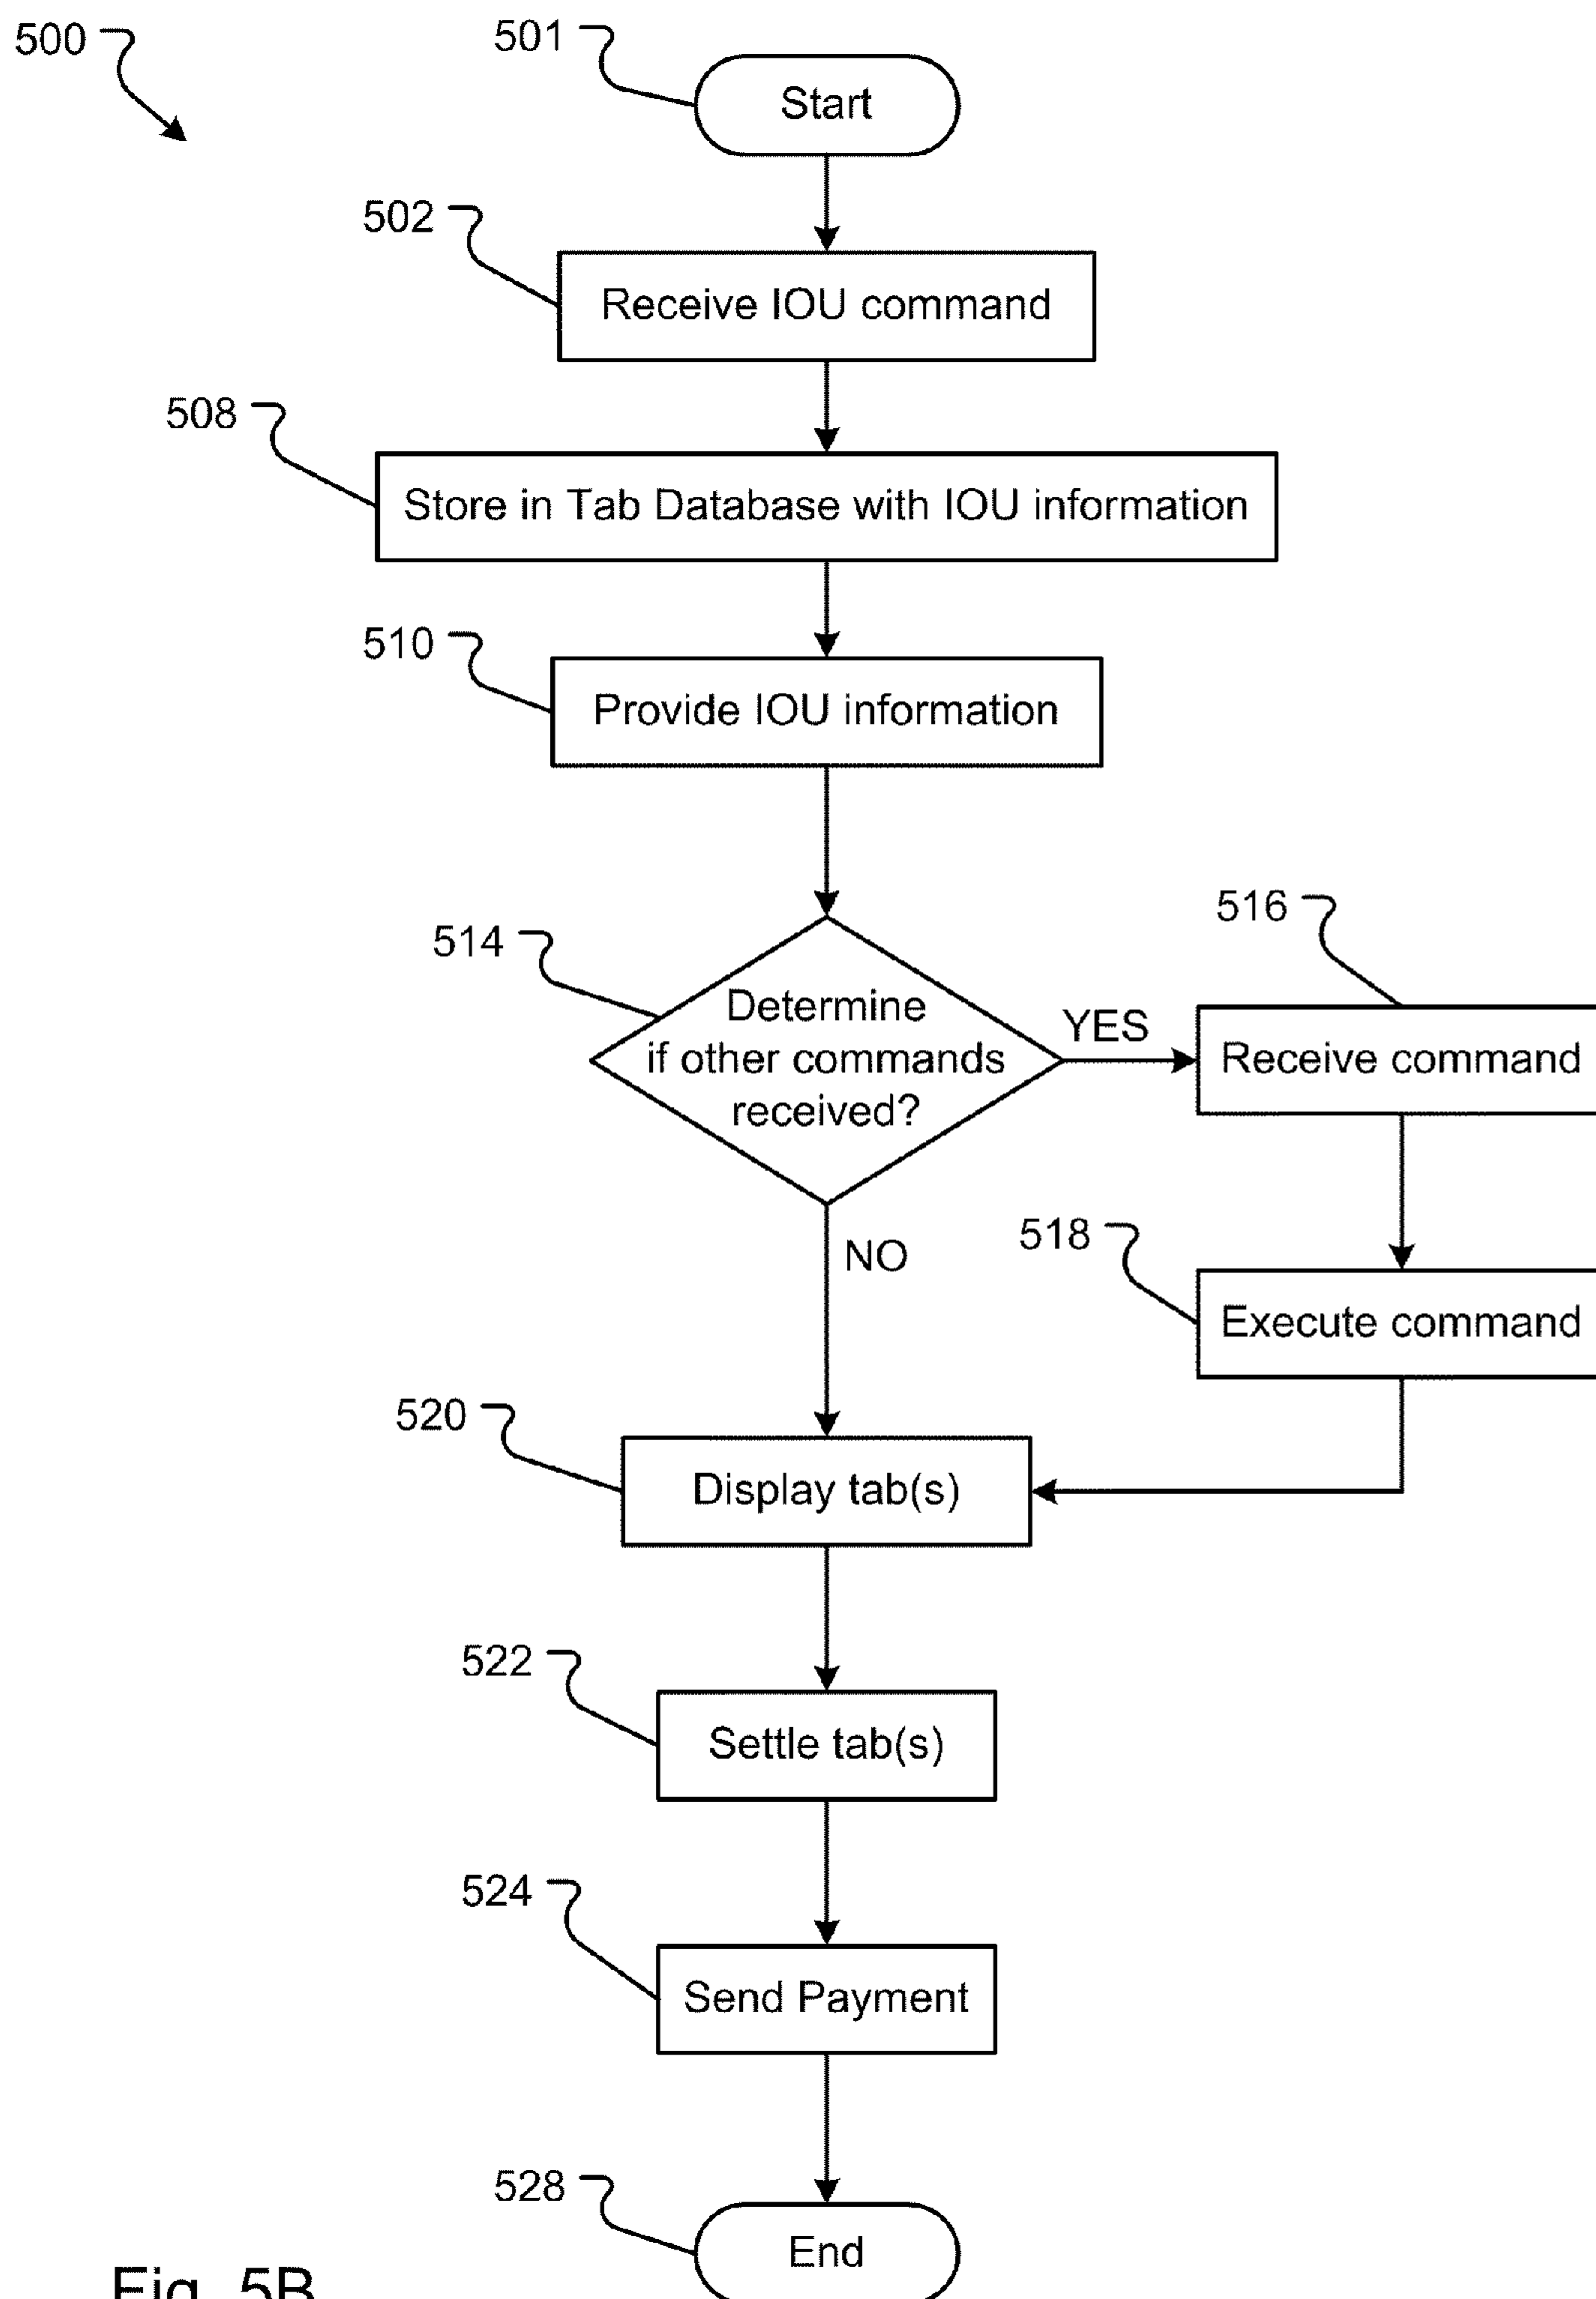 500
501
Start
502
Receive IOU command
508
Store in Tab Database with IOU information
510
Provide IOU information
514
Determine
if other commands
received?
YES
516
Receive command
NO
518
Execute command
520
Display tab(s)
522
Settle tab(s)
524
Send Payment
528
End
Fig. 5B